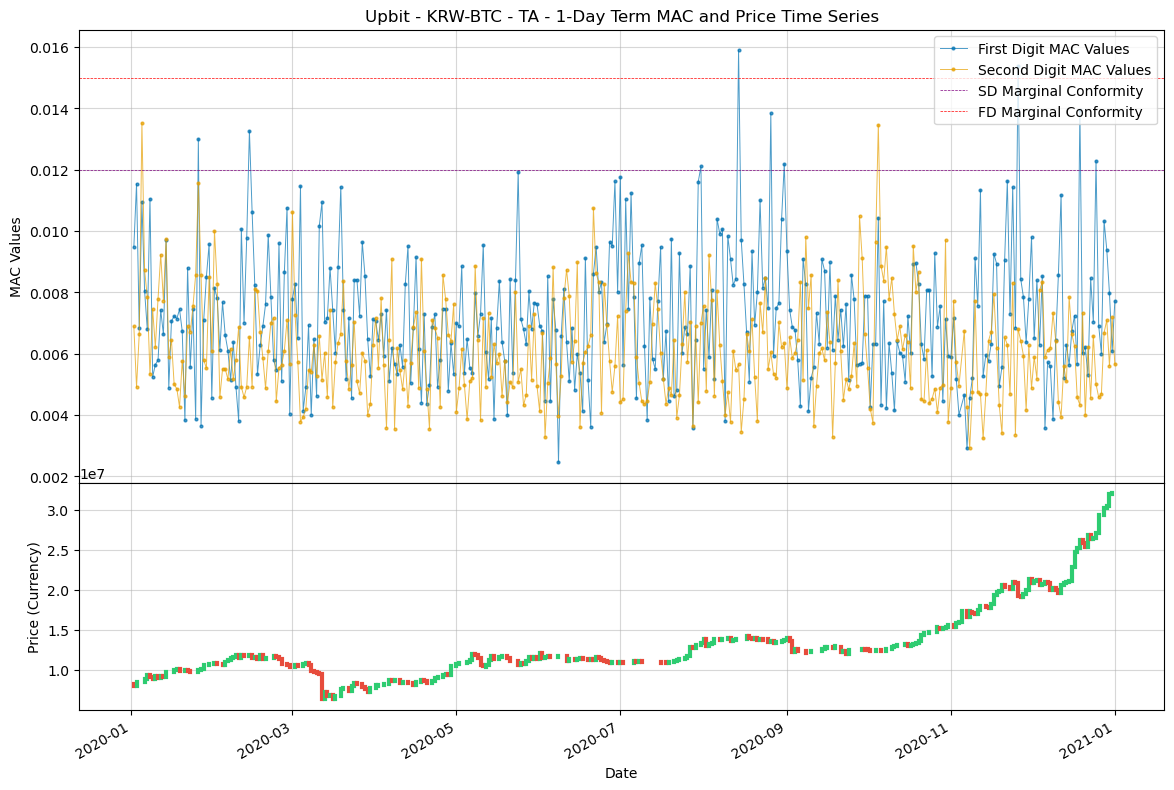 Upbit - KRW-BTC - TA - 1-Day Term MAC and Price Time Series
MAC Values
0.016
0.014
0.012
0.010
0.008
0.006
0.004
0.002
First Digit MAC Values
Second Digit MAC Values
SD Marginal Conformity
FD Marginal Conformity
1e7
Price (Currency)
3.0
2.5
2.0
1.5
1.0
2020-01
2020-03
2020-05
2020-07
2020-09
2020-11
2021-01
Date